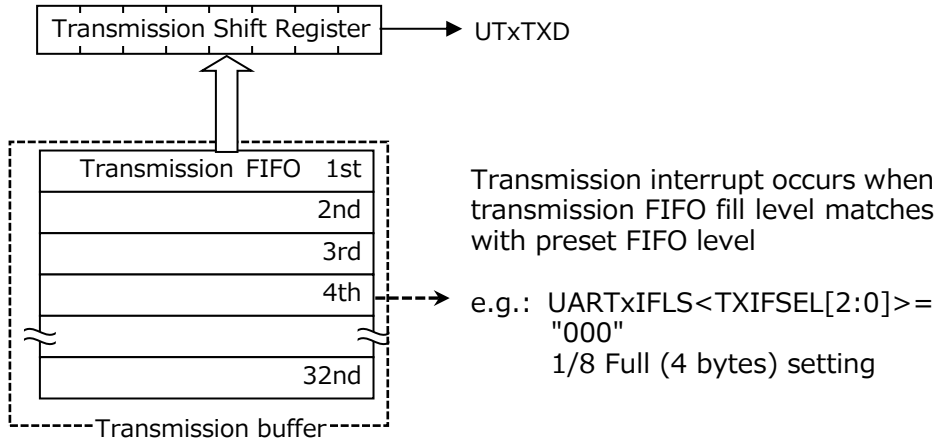 Transmission Shift Register
UTxTXD
Transmission FIFO 1st
2nd
3rd
4th
32nd
Transmission buffer
Transmission interrupt occurs when
transmission FIFO fill level matches
with preset FIFO level
e.g.: UARTxIFLS<TXIFSEL[2:0]>=
"000"
1/8 Full (4 bytes) setting